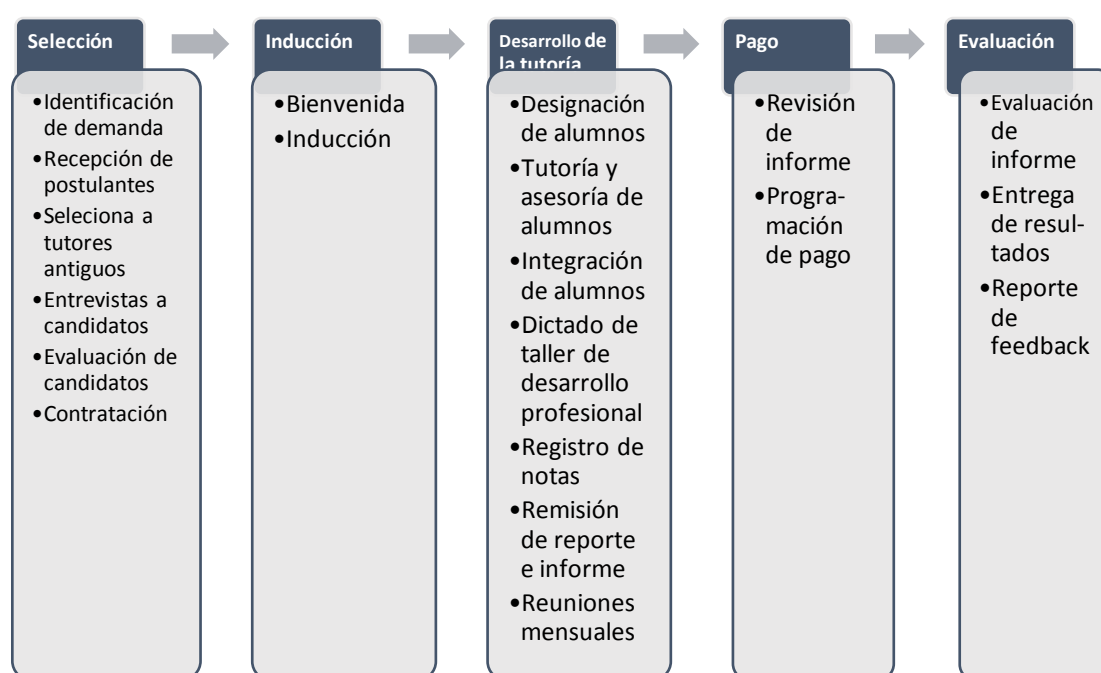 Selección
•Identificación
de demanda
•Recepción de
postulantes
•Seleciona a
tutores
antiguos
•Entrevistas a
candidatos
•Evaluación de
candidatos
•Contratación
Inducción
•Bienvenida
•Inducción
Desarrollo de
la tutoría
•Designación
de alumnos
•Tutoría y
asesoría de
alumnos
•Integración
de alumnos
•Dictado de
taller de
desarrollo
profesional
•Registro de
notas
•Remisión
de reporte
e informe
•Reuniones
mensuales
Pago
•Revisión
de
informe
•Progra-
mación
de pago
Evaluación
•Evaluación
de
informe
•Entrega
de resul-
tados
•Reporte
de
feedback